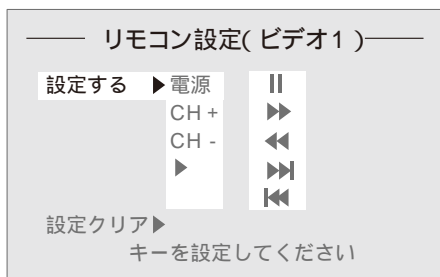 リモコン設定( ビデオ1 )
設定する ▶ 電源
CH +
CH -
設定クリア▶
キーを設定してください